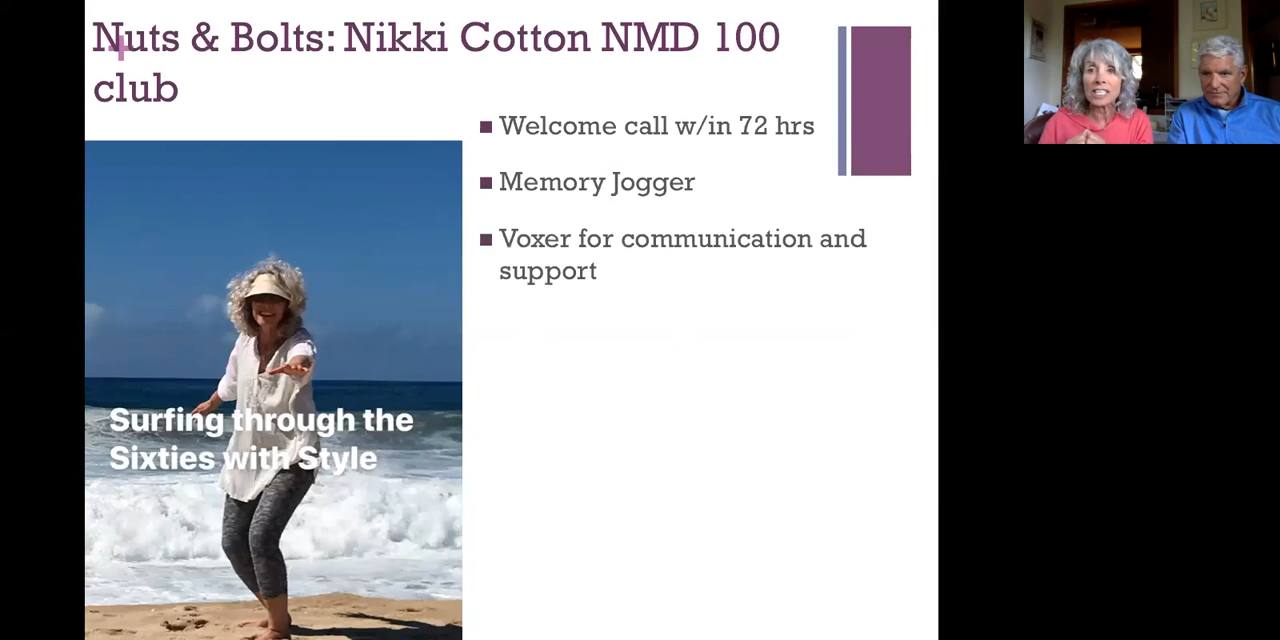 Nuts & Bolts: Nikki Cotton NMD 100
club
■ Welcome call w/in 72 hrs
■ Memory Jogger
■ Voxer for communication and
support
Surfing through the
Sixties with Style